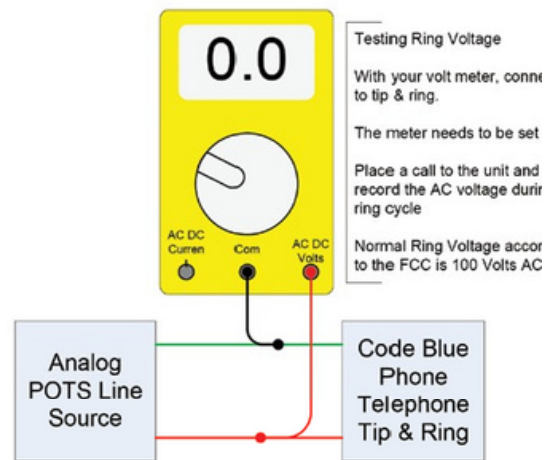 0.0
AC DC
Curren
Com
AC DC
Volts
Testing Ring Voltage
With your volt meter,
to tip & ring.
The meter needs to be set
Place a call to the unit and
record the AC voltage
ring cycle
Normal Ring Voltage
to the FCC is 100 Volts AC
Analog
POTS Line
Source
Code Blue
Phone
Telephone
Tip & Ring